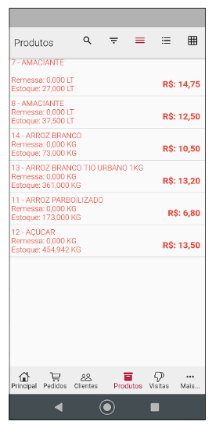 Produtos
7 - AMACIANTE
Remessa: 0,000 LT
Estoque: 27,000 LT
R$: 14,75
8 - AMACIANTE
Remessa: 0,000 LT
Estoque: 37,500 LT
R$: 12,50
14 - ARROZ BRANCO
Remessa: 0,000 KG
Estoque: 73,000 KG
R$: 10,50
13 - ARROZ BRANCO TIO URBANO 1KG
Remessa: 0,000 KG
Estoque: 361,000 KG
R$: 13,20
11 - ARROZ PARBOILIZADO
Remessa: 0,000 KG
Estoque: 173,000 KG
R$: 6,80
12 - AÇUCAR
Remessa: 0,000 KG
Estoque: 454,942 KG
R$: 13,50
Principal Pedidos Clientes Produtos Visitas Mais...